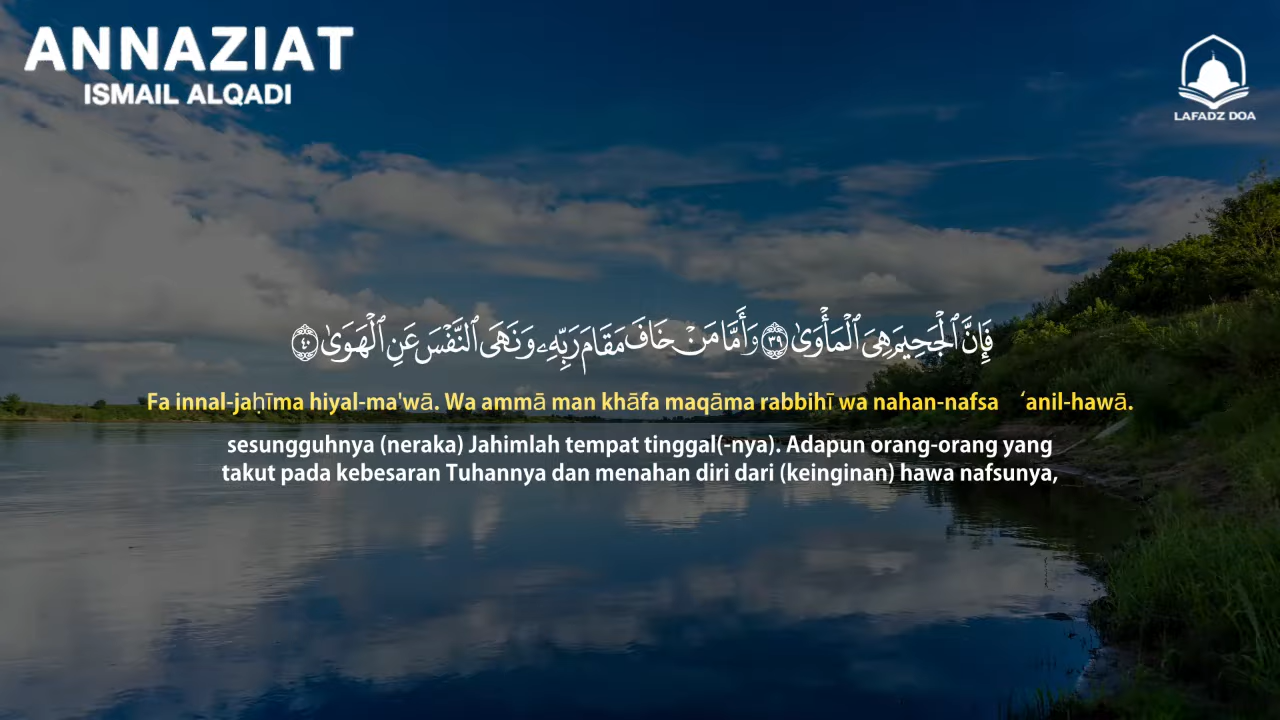 ANNAZIAT
ISMAIL ALQADI
LAFADZ DOA
فَإِنَّ ٱلْجَحِيمَ هِىَ ٱلْمَأْوَىٰ ٣٩ وَأَمَّا مَنْ خَافَ مَقَامَ رَبِّهِۦ وَنَهَى ٱلنَّفْسَ عَنِ ٱلْهَوَىٰ ٤٠
Fa innal-jaḥīma hiyal-ma'wā. Wa ammā man khāfa maqāma rabbihī wa nahan-nafsa ‘anil-hawā.
sesungguhnya (neraka) Jahimlah tempat tinggal(-nya). Adapun orang-orang yang
takut pada kebesaran Tuhannya dan menahan diri dari (keinginan) hawa nafsunya,